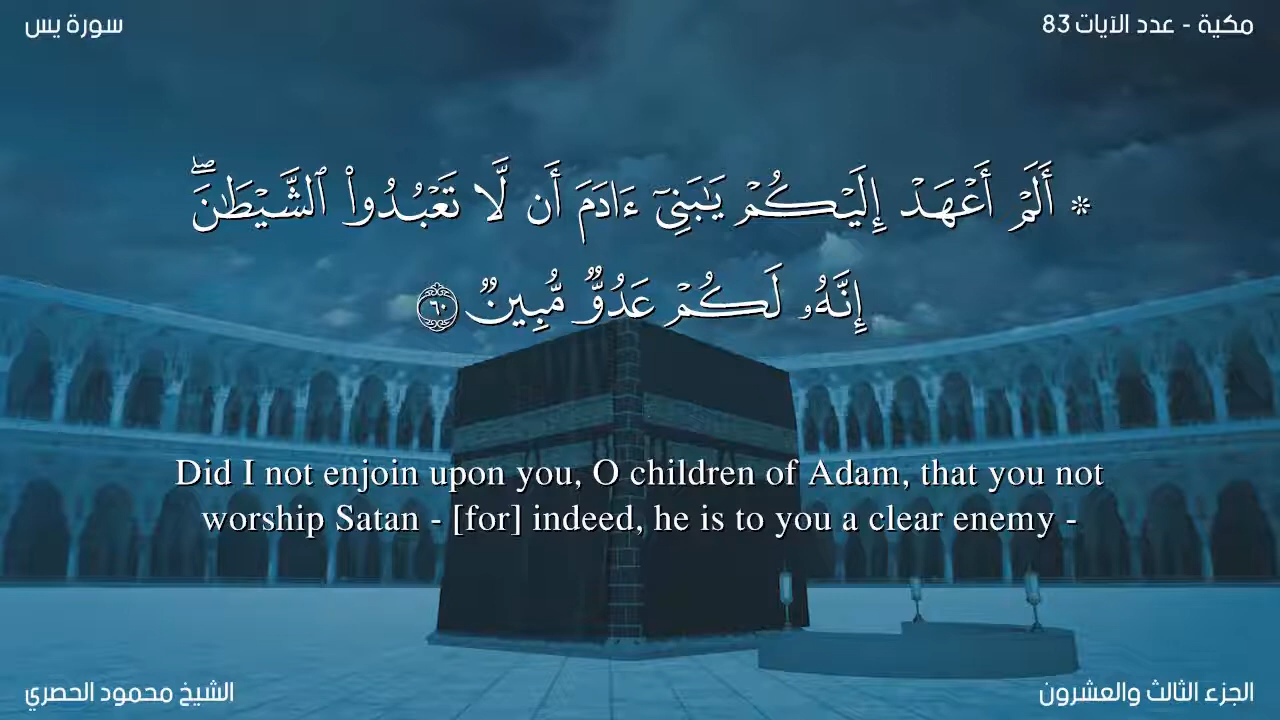 سورة يس
مكية - عدد الآيات 83
۞ أَلَمْ أَعْهَدْ إِلَيْكُمْ يَٰبَنِىٓ ءَادَمَ أَن لَّا تَعْبُدُوا۟ ٱلشَّيْطَٰنَ ۖ
إِنَّهُۥ لَكُمْ عَدُوٌّ مُّبِينٌ ٦٠
Did I not enjoin upon you, O children of Adam, that you not
worship Satan - [for] indeed, he is to you a clear enemy -
الشيخ محمود الحصري
الجزء الثالث والعشرون